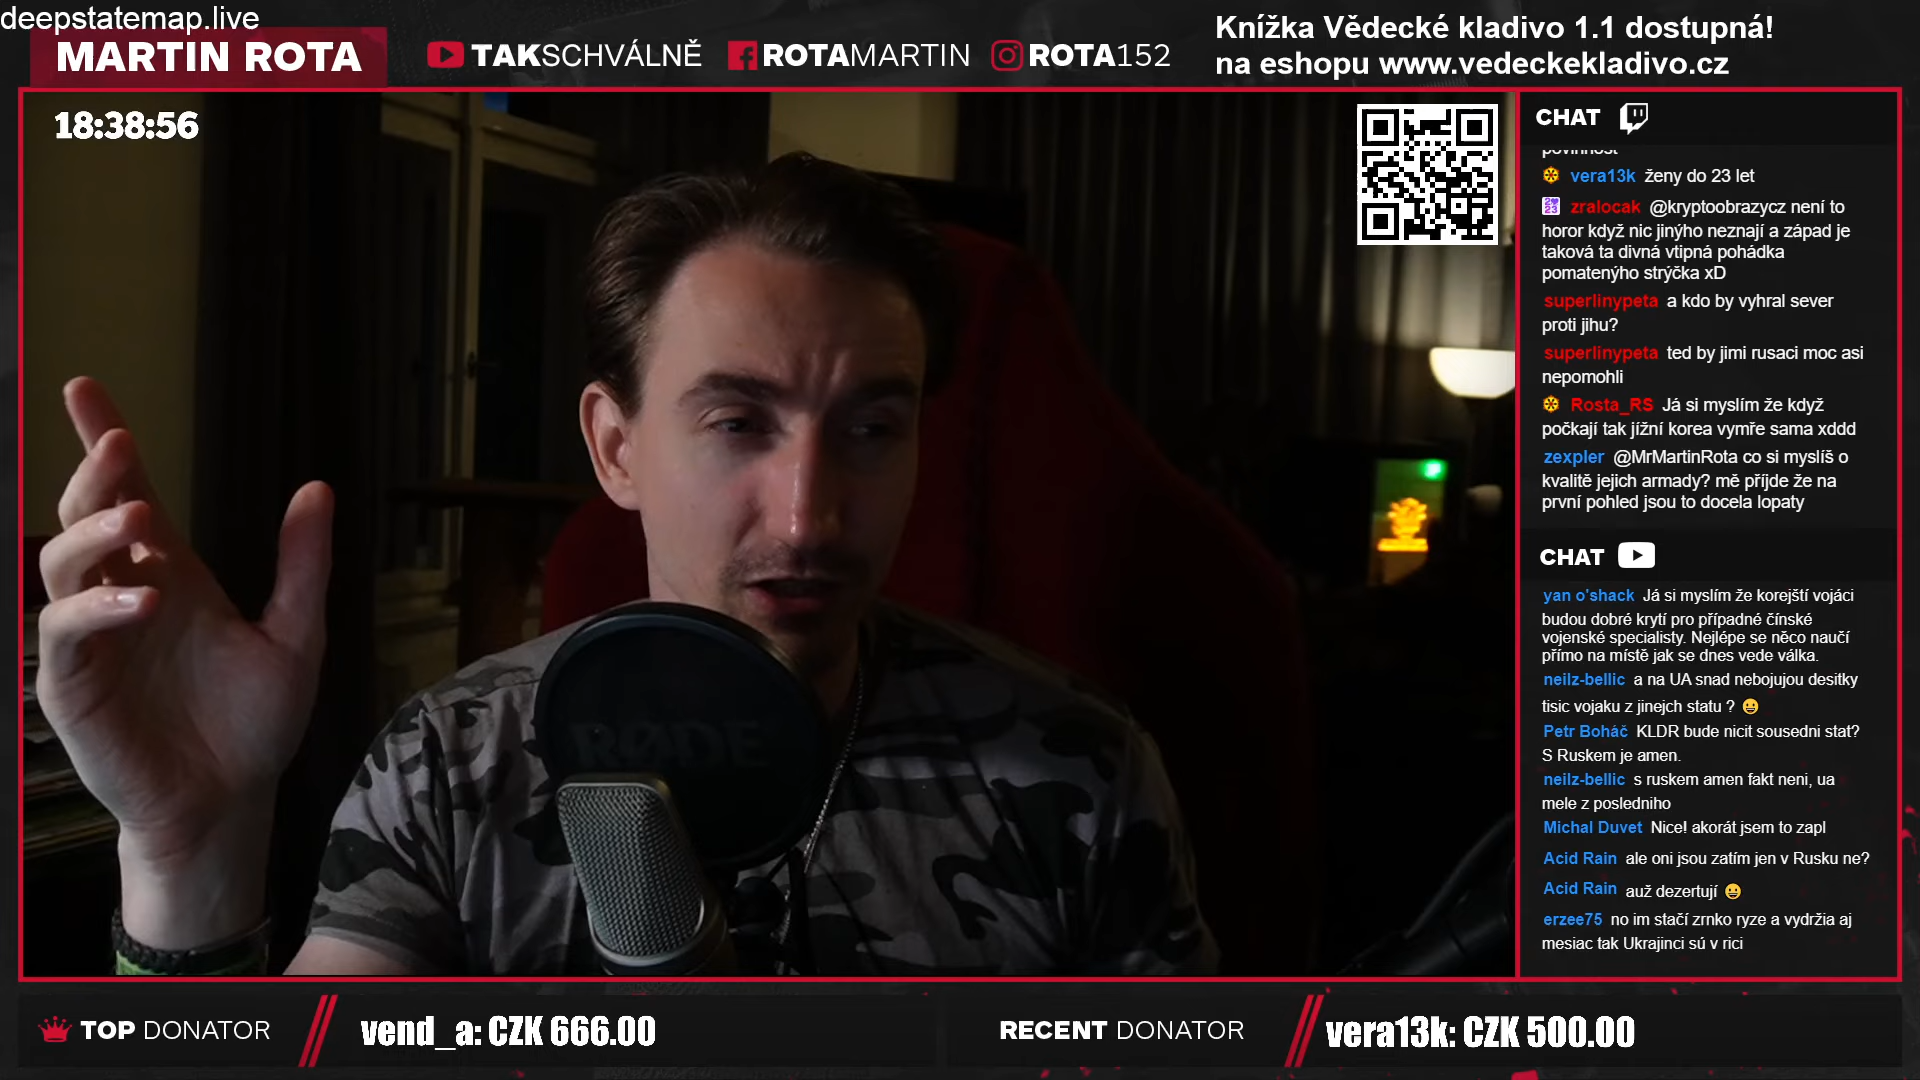 deepstatemap.live
MARTIN ROTA
TAKSCHVÁLNĚ
ROTAMARTIN
ROTA152
Knížka Vědecké kladivo 1.1 dostupná!
na eshopu www.vedeckekladivo.cz
18:38:56
CHAT
povinnost
vera13k ženy do 23 let
zralocak @kryptoobrazycz není to
horor když nic jinýho neznají a západ je
taková ta divná vtipná pohádka
pomatenýho strýčka xD
superlinypeta a kdo by vyhral sever
proti jihu?
superlinypeta ted by jimi rusaci moc asi
nepomohli
Rosta_RS Já si myslím že když
počkají tak jížní korea vymře sama xddd
zexpler @MrMartinRota co si myslíš o
kvalitě jejich armady? mě příjde že na
první pohled jsou to docela lopaty
CHAT
yan o'shack Já si myslím že korejští vojáci
budou dobré krytí pro případné čínské
vojenské specialisty. Nejlépe se něco naučí
přímo na místě jak se dnes vede válka.
neilz-bellic a na UA snad nebojujou desitky
tisic vojaku z jinejch statu ? 😀
Petr Boháč KLDR bude nicit sousedni stat?
S Ruskem je amen.
neilz-bellic s ruskem amen fakt neni, ua
mele z posledniho
Michal Duvet Nice! akorát jsem to zapl
Acid Rain ale oni jsou zatím jen v Rusku ne?
Acid Rain auž dezertují 😀
erzee75 no im stačí zrnko ryze a vydržia aj
mesiac tak Ukrajinci sú v rici
RØDE
TOP DONATOR
vend_a: CZK 666.00
RECENT DONATOR
vera13k: CZK 500.00